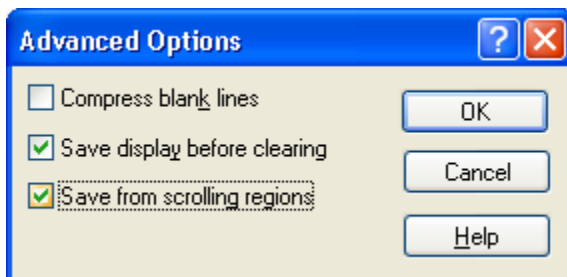 Advanced Options
Compress blank lines
Save display before clearing
Save from scrolling regions
OK
Cancel
Help